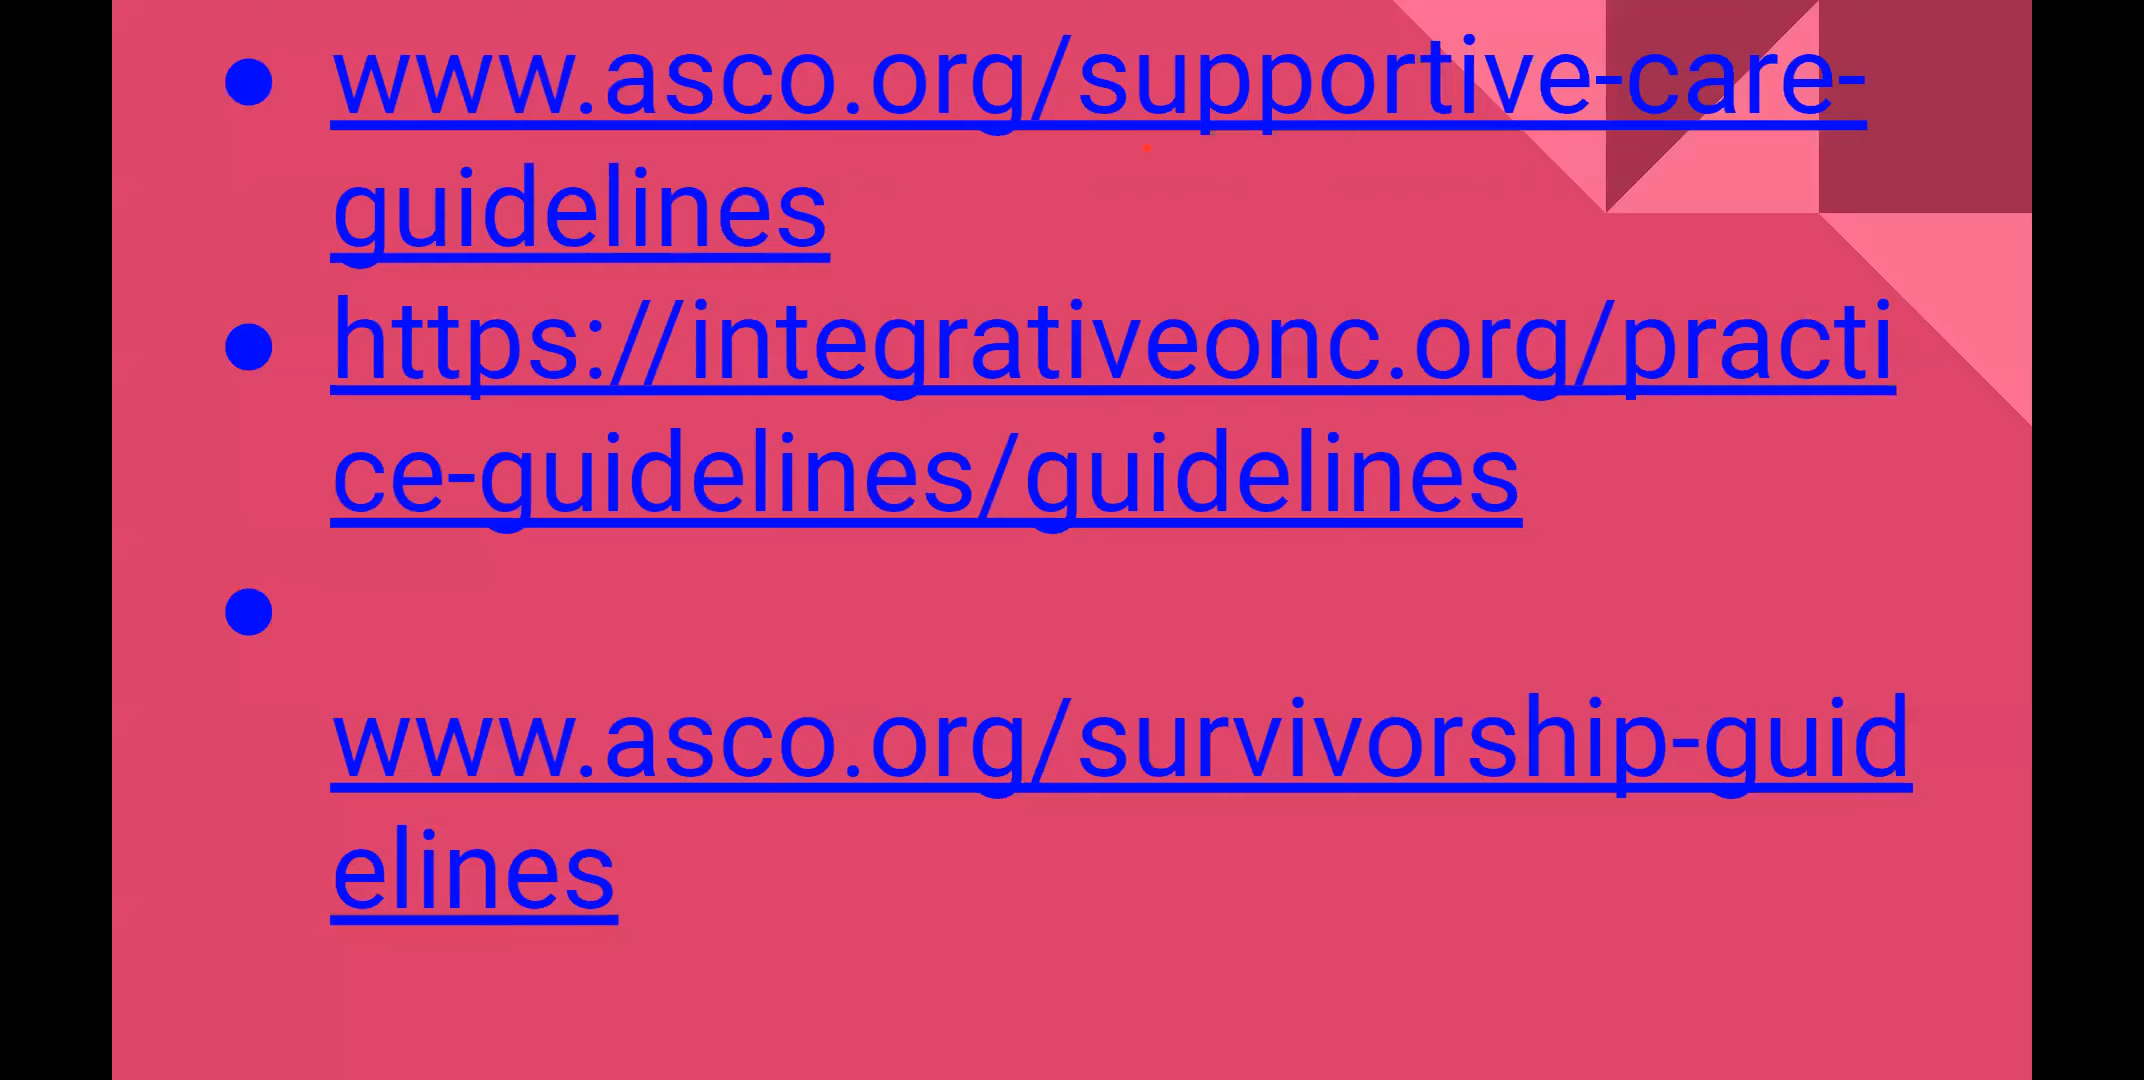 • www.asco.org/supportive-care-
guidelines
• https://integrativeonc.org/practi
ce-guidelines/guidelines
•
www.asco.org/survivorship-guid
elines